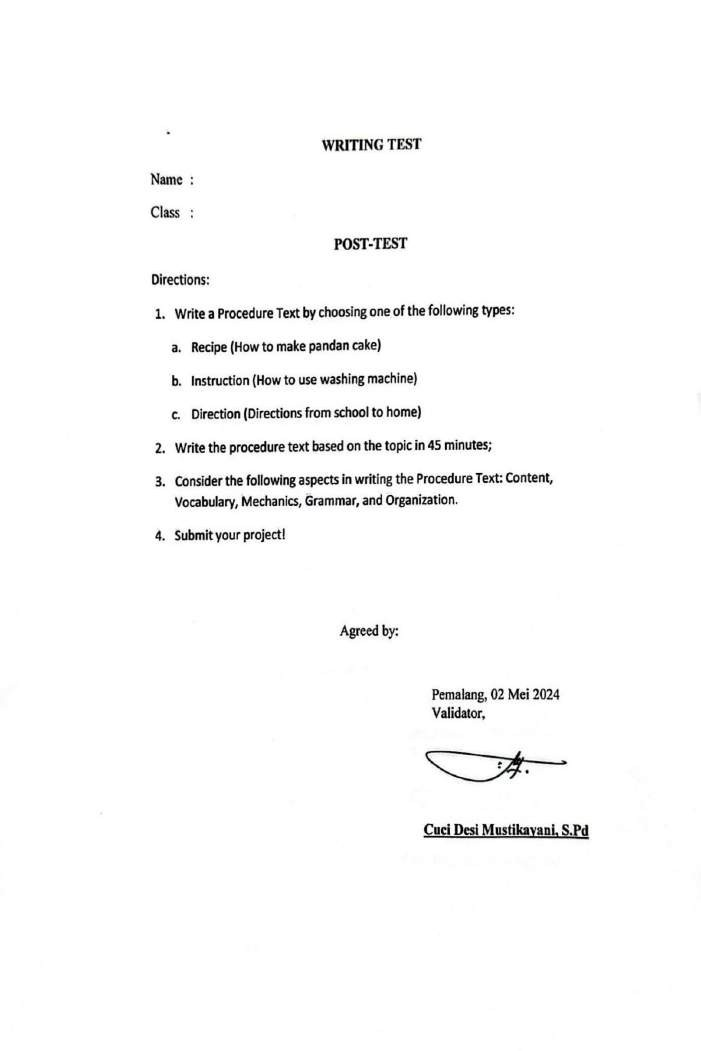 WRITING TEST
Name :
Class :
POST-TEST
Directions:
1. Write a Procedure Text by choosing one of the following types:
a. Recipe (How to make pandan cake)
b. Instruction (How to use washing machine)
c. Direction (Directions from school to home)
2. Write the procedure text based on the topic in 45 minutes;
3. Consider the following aspects in writing the Procedure Text: Content,
Vocabulary, Mechanics, Grammar, and Organization.
4. Submit your project!
Agreed by:
Pemalang, 02 Mei 2024
Validator,
Cuci Desi Mustikayani, S.Pd